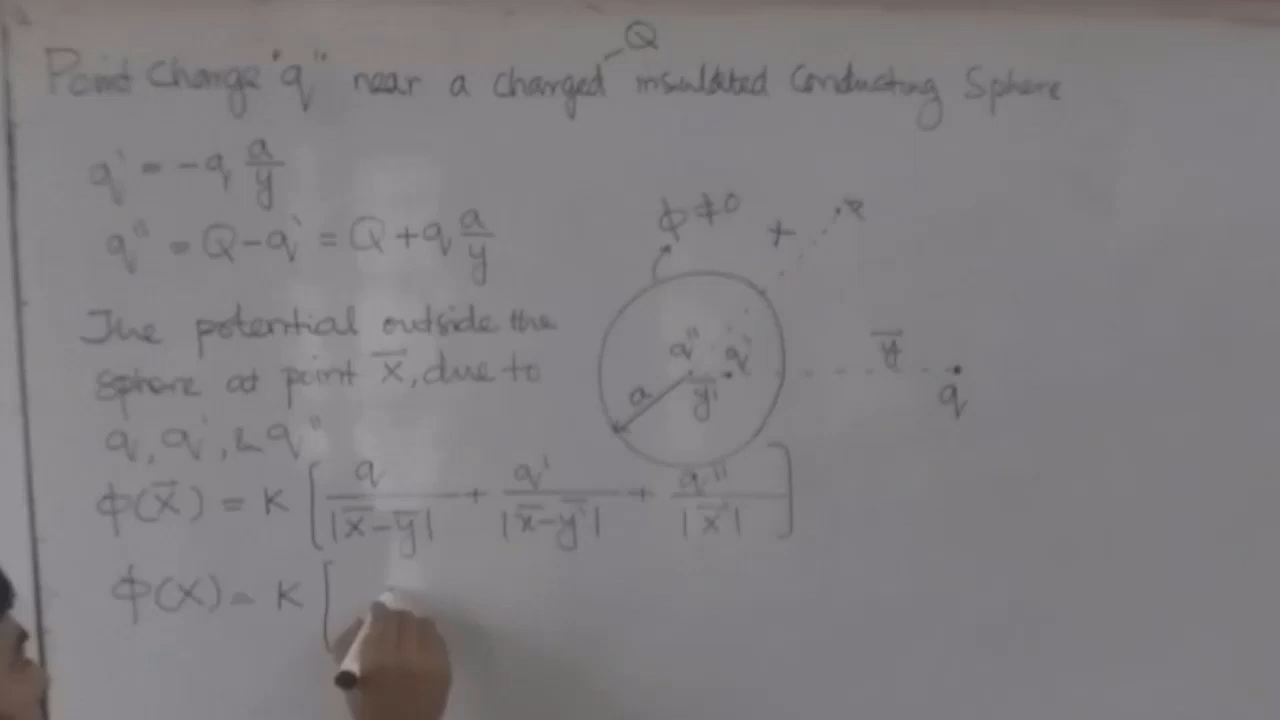 Q
Point Charge "q" near a charged insulated Conducting Sphere
q' = -q a/y
q" = Q - q' = Q + q a/y
The potential outside the
sphere at point x̅, due to
q, q', & q"
ϕ(x̅) = K [ q/|x̅ - y̅| + q'/|x̅ - y̅'| + q"/|x̅| ]
ϕ(x) = K [
ϕ ≠ 0
+
q" q'
a y'
y̅
q